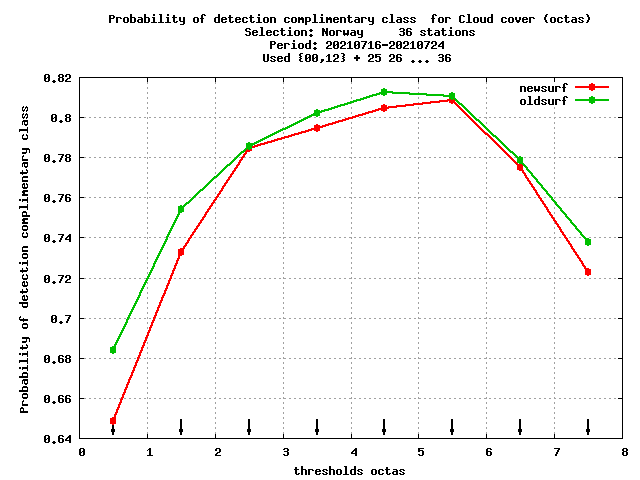 Probability of detection complimentary class  for Cloud cover (octas)
Selection: Norway     36 stations
Period: 20210716-20210724
Used {00,12} + 25 26 ... 36
newsurf
oldsurf
Probability of detection complimentary class
0.82
0.8
0.78
0.76
0.74
0.72
0.7
0.68
0.66
0.64
0 1 2 3 4 5 6 7 8
thresholds octas